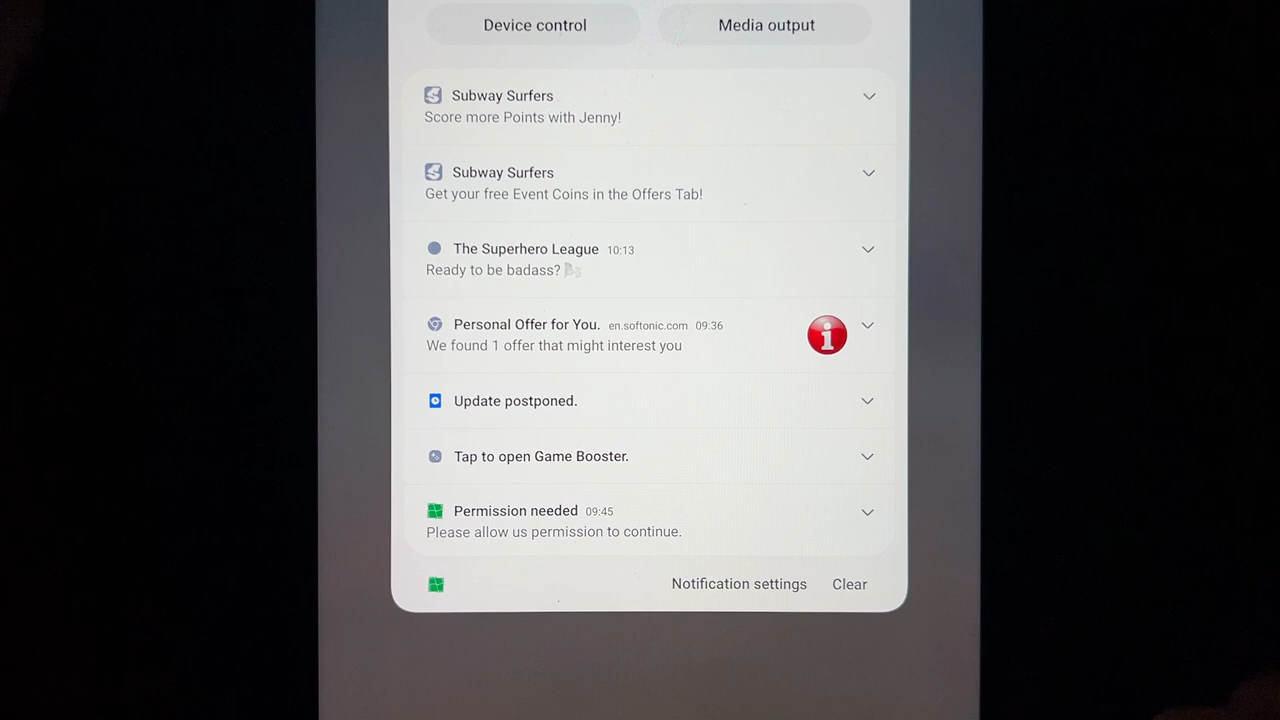 Device control Media output
Subway Surfers
Score more Points with Jenny!
Subway Surfers
Get your free Event Coins in the Offers Tab!
The Superhero League 10:13
Ready to be badass?
Personal Offer for You. en.softonic.com 09:36
We found 1 offer that might interest you
Update postponed.
Tap to open Game Booster.
Permission needed 09:45
Please allow us permission to continue.
Notification settings Clear